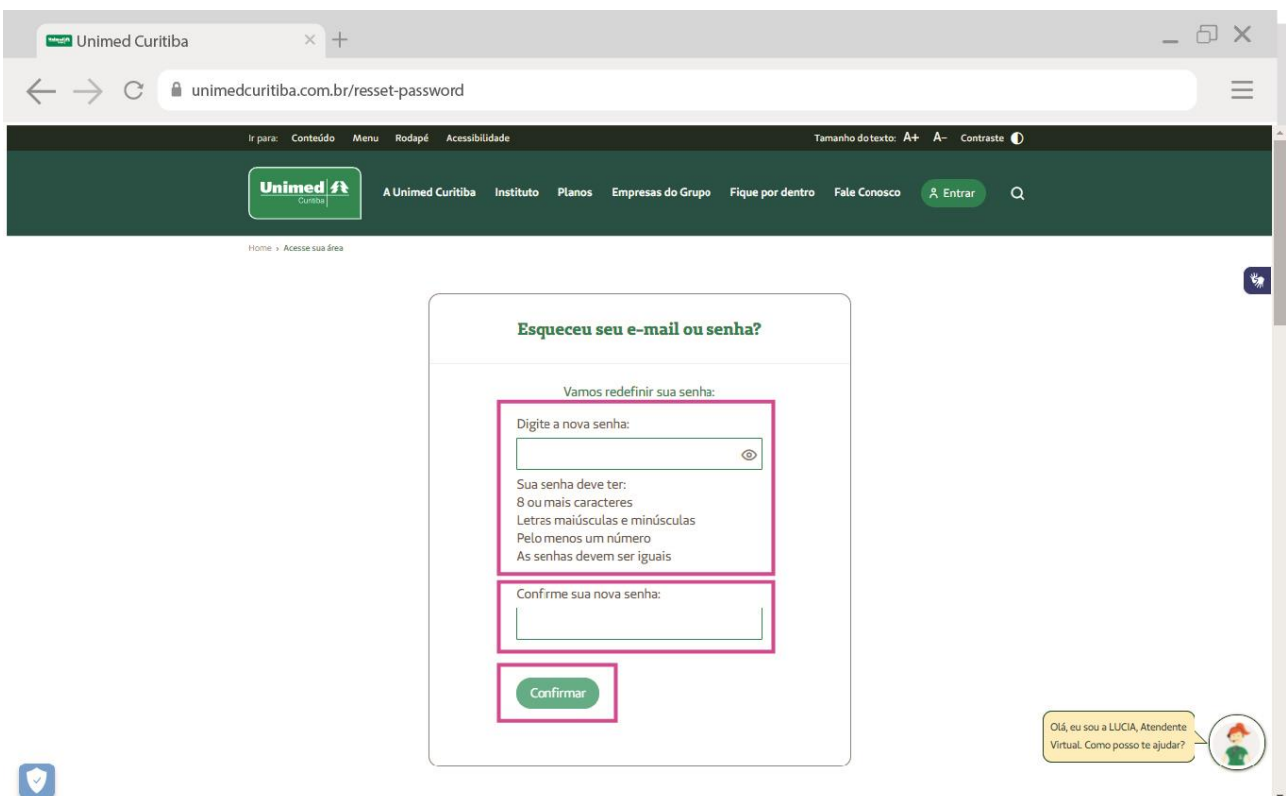 Unimed Curitiba
unimedcuritiba.com.br/resset-password
Ir para: Conteúdo Menu Rodapé Acessibilidade Tamanho do texto: A+ A- Contraste
Unimed
Curitiba
A Unimed Curitiba Instituto Planos Empresas do Grupo Fique por dentro Fale Conosco Entrar
Home > Acesse sua área
Esqueceu seu e-mail ou senha?
Vamos redefinir sua senha:
Digite a nova senha:
Sua senha deve ter:
8 ou mais caracteres
Letras maiúsculas e minúsculas
Pelo menos um número
As senhas devem ser iguais
Confirme sua nova senha:
Confirmar
Olá, eu sou a LUCIA, Atendente
Virtual. Como posso te ajudar?